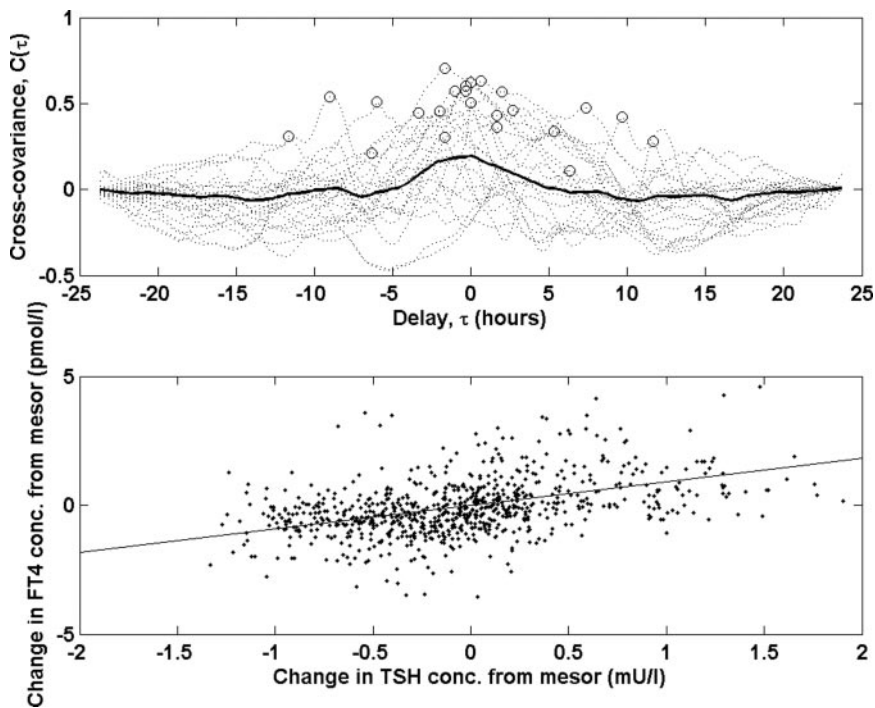 Cross-covariance, C(τ)
1
0.5
0
-0.5
-25 -20 -15 -10 -5 0 5 10 15 20 25
Delay, τ (hours)
Change in FT4 conc. from mesor (pmol/l)
5
0
-5
-2 -1.5 -1 -0.5 0 0.5 1 1.5 2
Change in TSH conc. from mesor (mU/l)